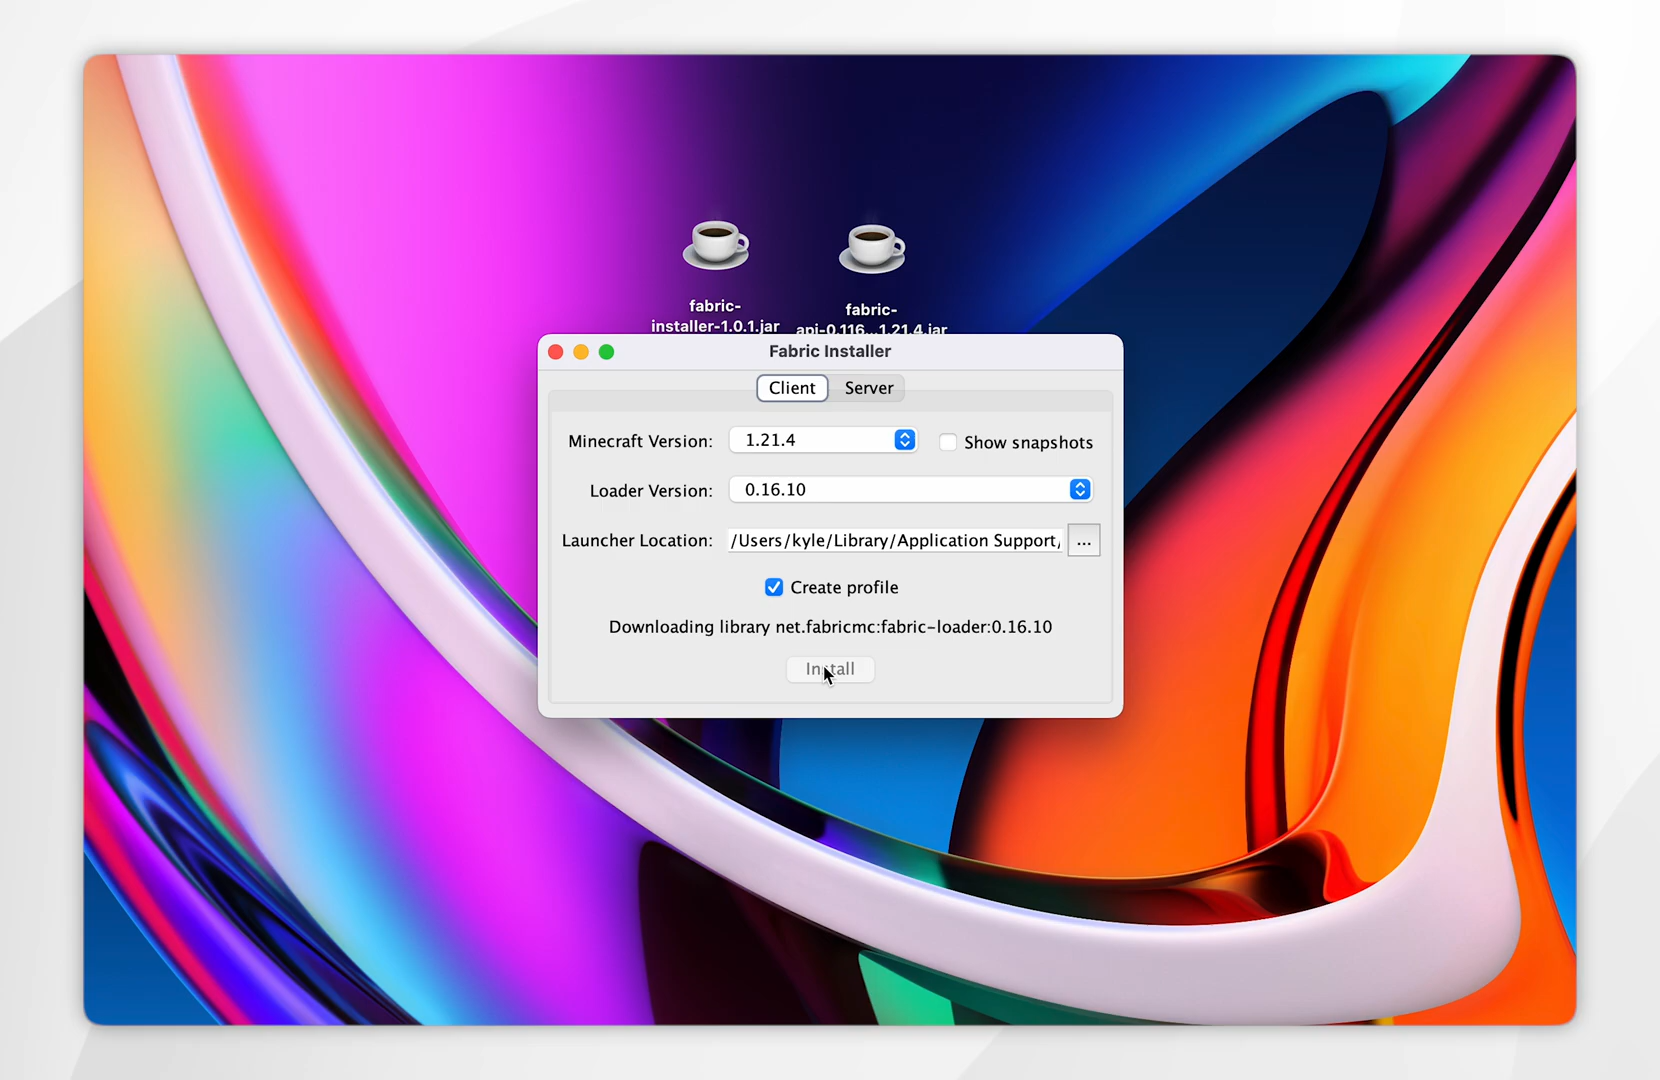 fabric-
installer-1.0.1.jar
fabric-
api-0.116...1.21.4.jar
Fabric Installer
Client Server
Minecraft Version: 1.21.4 Show snapshots
Loader Version: 0.16.10
Launcher Location: /Users/kyle/Library/Application Support/ ...
Create profile
Downloading library net.fabricmc:fabric-loader:0.16.10
Install